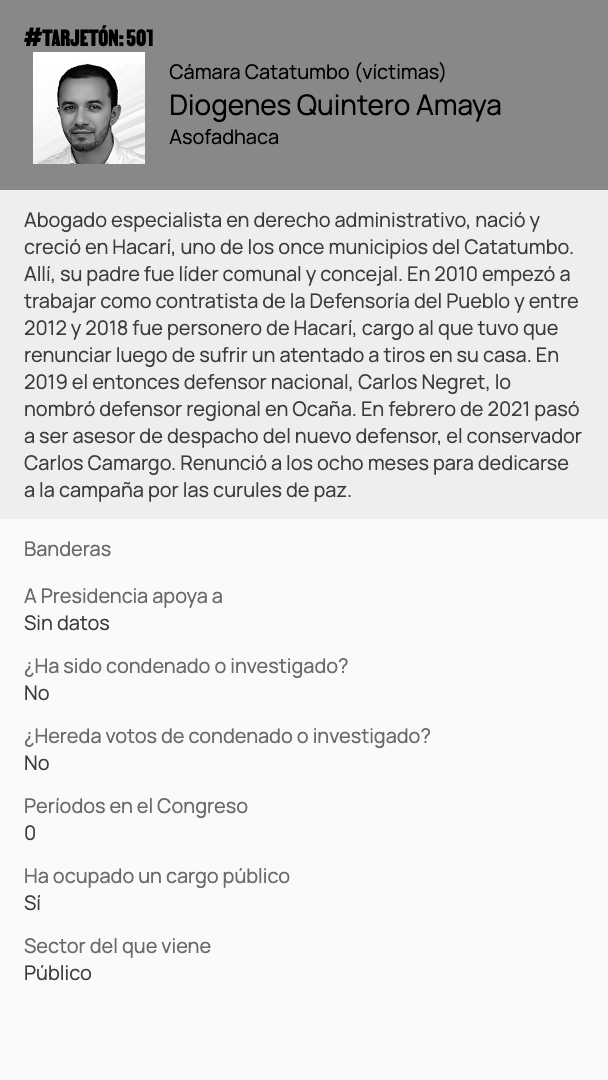 #TARJETÓN: 501
Cámara Catatumbo (víctimas)
Diogenes Quintero Amaya
Asofadhaca
Abogado especialista en derecho administrativo, nació y
creció en Hacarí, uno de los once municipios del Catatumbo.
Allí, su padre fue líder comunal y concejal. En 2010 empezó a
trabajar como contratista de la Defensoría del Pueblo y entre
2012 y 2018 fue personero de Hacarí, cargo al que tuvo que
renunciar luego de sufrir un atentado a tiros en su casa. En
2019 el entonces defensor nacional, Carlos Negret, lo
nombró defensor regional en Ocaña. En febrero de 2021 pasó
a ser asesor de despacho del nuevo defensor, el conservador
Carlos Camargo. Renunció a los ocho meses para dedicarse
a la campaña por las curules de paz.
Banderas
A Presidencia apoya a
Sin datos
¿Ha sido condenado o investigado?
No
¿Hereda votos de condenado o investigado?
No
Períodos en el Congreso
0
Ha ocupado un cargo público
Sí
Sector del que viene
Público